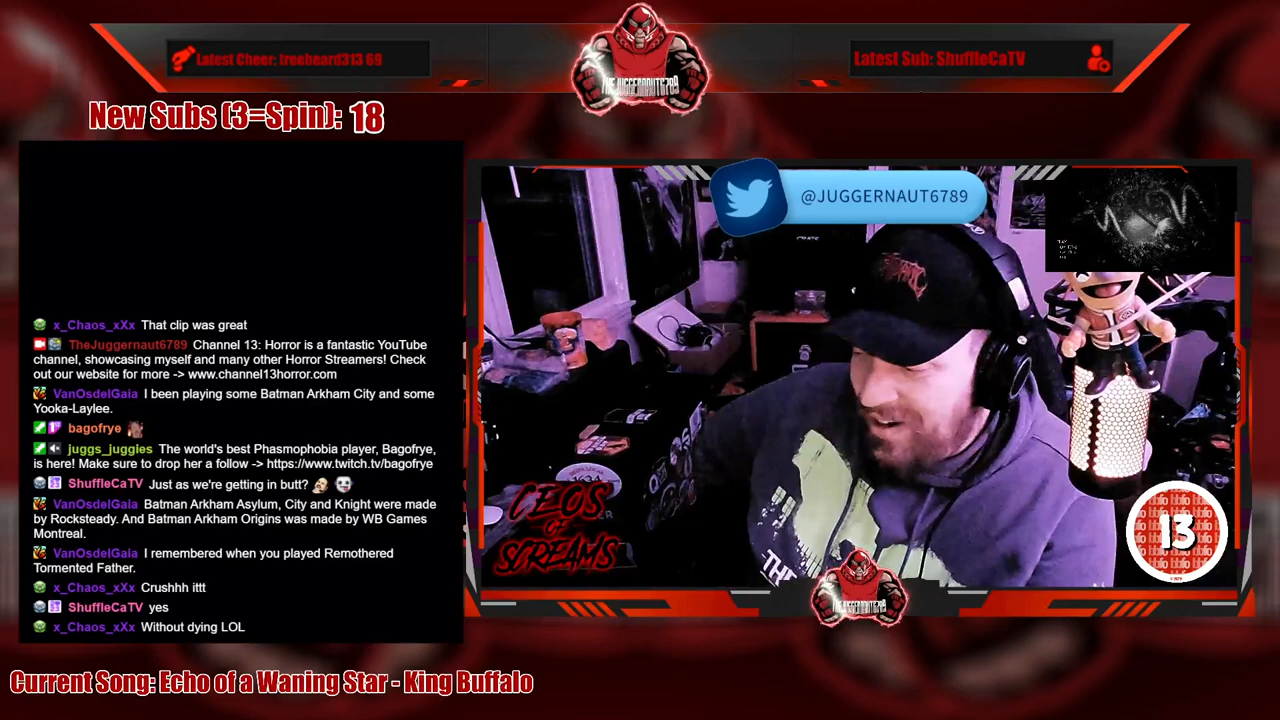 Latest Cheer: treebeard313 69
THEJUGGERNAUT6789
Latest Sub: ShuffleCaTV
New Subs (3=Spin): 18
@JUGGERNAUT6789
x_Chaos_xXx That clip was great
TheJuggernaut6789 Channel 13: Horror is a fantastic YouTube
channel, showcasing myself and many other Horror Streamers! Check
out our website for more -> www.channel13horror.com
VanOsdelGaia I been playing some Batman Arkham City and some
Yooka-Laylee.
bagofrye
juggs_juggies The world's best Phasmophobia player, Bagofrye,
is here! Make sure to drop her a follow -> https://www.twitch.tv/bagofrye
ShuffleCaTV Just as we're getting in butt?
VanOsdelGaia Batman Arkham Asylum, City and Knight were made
by Rocksteady. And Batman Arkham Origins was made by WB Games
Montreal.
VanOsdelGaia I remembered when you played Remothered
Tormented Father.
x_Chaos_xXx Crushhh ittt
ShuffleCaTV yes
x_Chaos_xXx Without dying LOL
CEOS
OF
SCREAMS
THE
13
THEJUGGERNAUT6789
Current Song: Echo of a Waning Star - King Buffalo